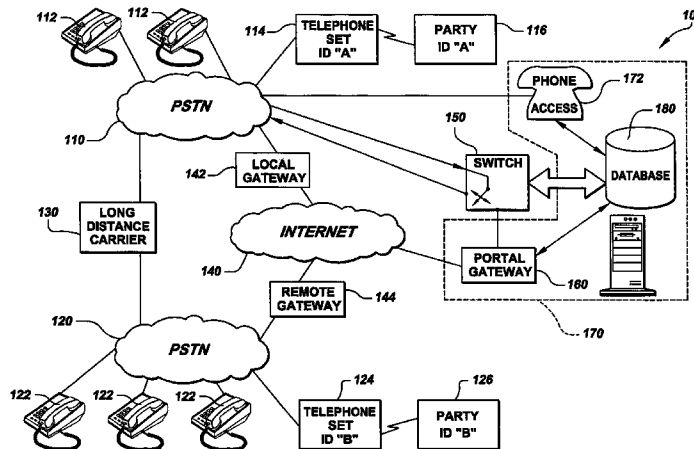 112
112
114
TELEPHONE
SET
ID "A"
PARTY
ID "A"
116
10
PHONE
ACCESS
172
180
PSTN
110
150
SWITCH
DATABASE
142
LOCAL
GATEWAY
130
LONG
DISTANCE
CARRIER
INTERNET
140
PORTAL
GATEWAY
160
REMOTE
GATEWAY
144
170
120
PSTN
122
122
122
124
TELEPHONE
SET
ID "B"
126
PARTY
ID "B"